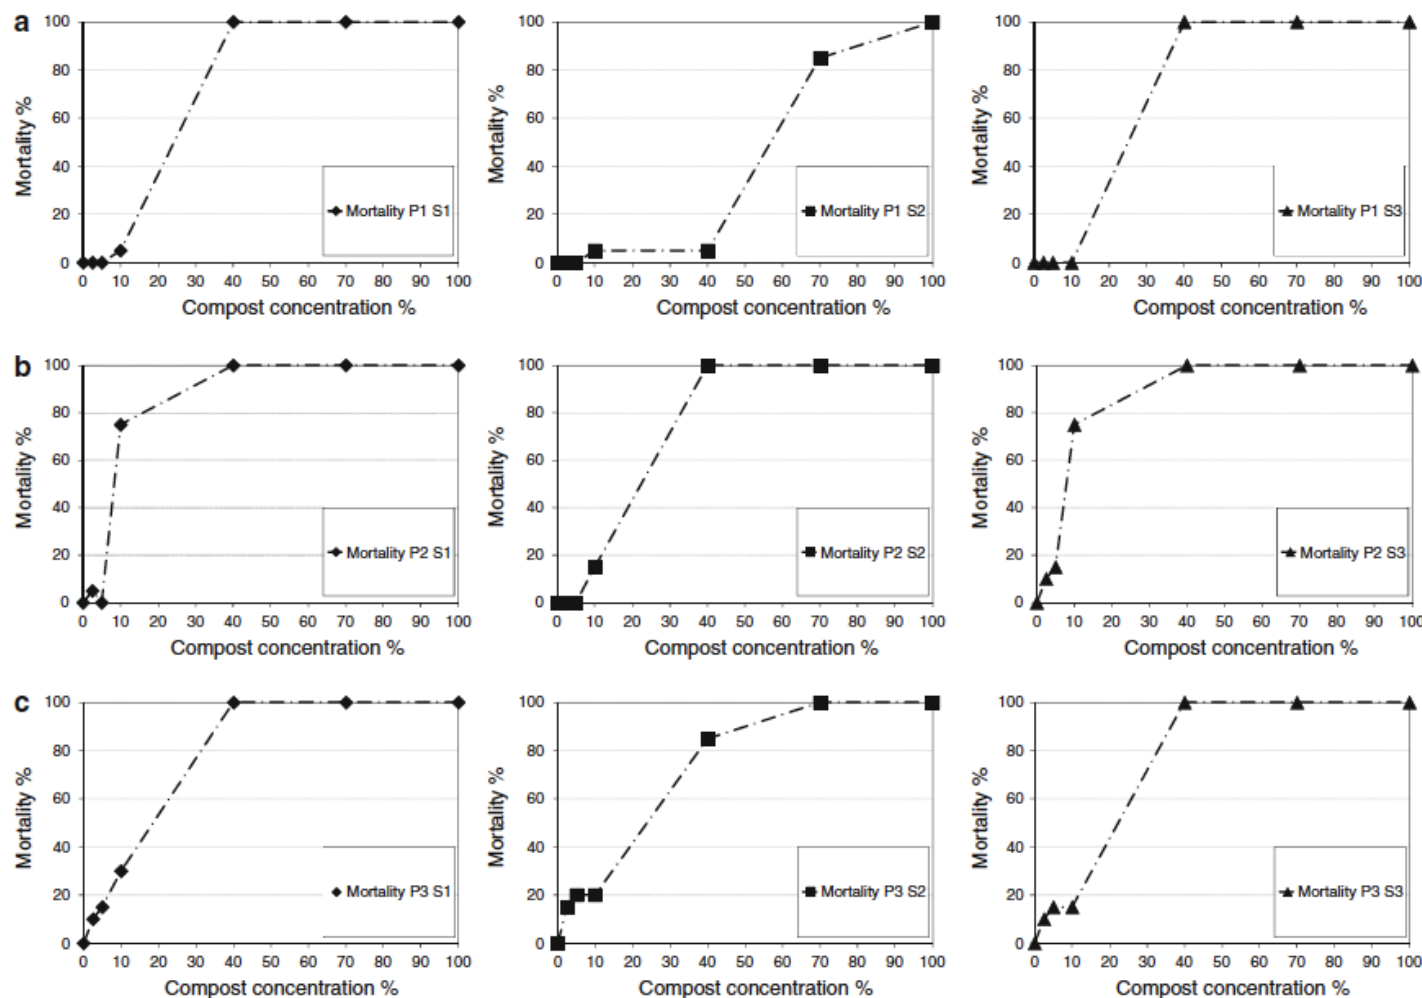 a
100
80
60
40
20
0
Mortality %
0 10 20 30 40 50 60 70 80 90 100
Compost concentration %
Mortality P1 S1
100
80
60
40
20
0
Mortality %
0 10 20 30 40 50 60 70 80 90 100
Compost concentration %
Mortality P1 S2
100
80
60
40
20
0
Mortality %
0 10 20 30 40 50 60 70 80 90 100
Compost concentration %
Mortality P1 S3
b
100
80
60
40
20
0
Mortality %
0 10 20 30 40 50 60 70 80 90 100
Compost concentration %
Mortality P2 S1
100
80
60
40
20
0
Mortality %
0 10 20 30 40 50 60 70 80 90 100
Compost concentration %
Mortality P2 S2
100
80
60
40
20
0
Mortality %
0 10 20 30 40 50 60 70 80 90 100
Compost concentration %
Mortality P2 S3
c
100
80
60
40
20
0
Mortality %
0 10 20 30 40 50 60 70 80 90 100
Compost concentration %
Mortality P3 S1
100
80
60
40
20
0
Mortality %
0 10 20 30 40 50 60 70 80 90 100
Compost concentration %
Mortality P3 S2
100
80
60
40
20
0
Mortality %
0 10 20 30 40 50 60 70 80 90 100
Compost concentration %
Mortality P3 S3